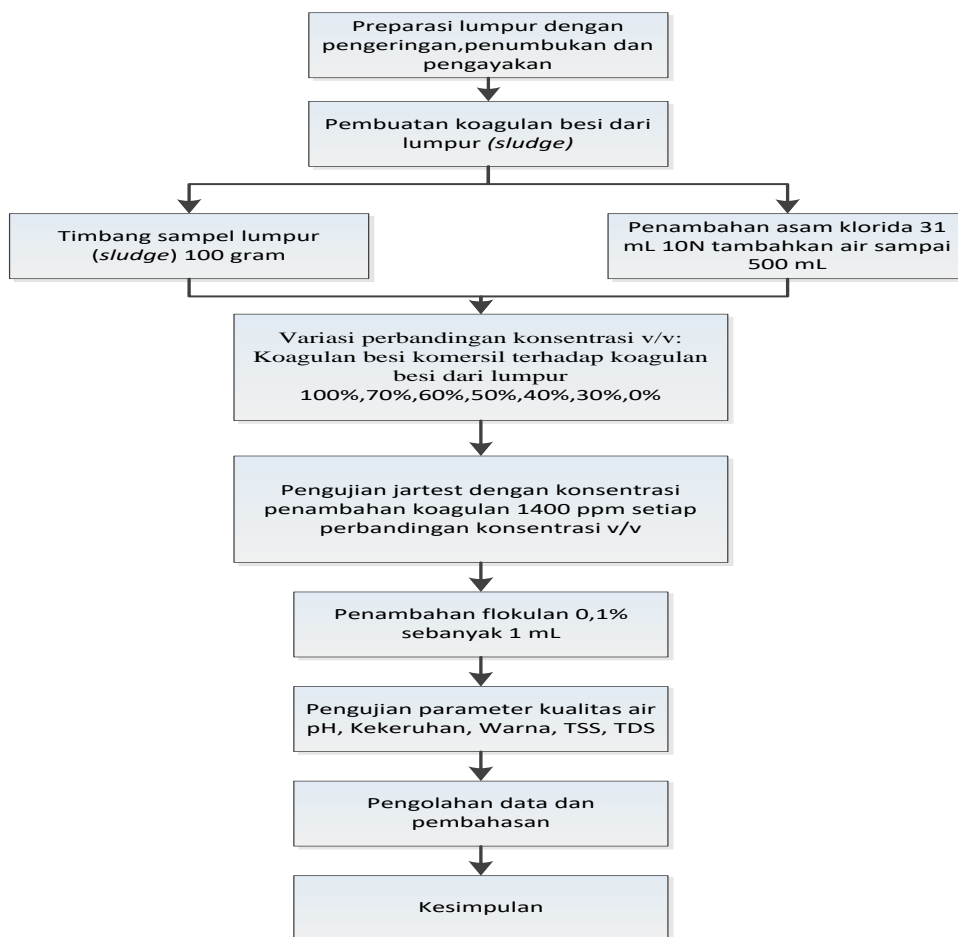 Preparasi lumpur dengan
pengeringan,penumbukan dan
pengayakan
Pembuatan koagulan besi dari
lumpur (sludge)
Timbang sampel lumpur
(sludge) 100 gram
Penambahan asam klorida 31
mL 10N tambahkan air sampai
500 mL
Variasi perbandingan konsentrasi v/v:
Koagulan besi komersil terhadap koagulan
besi dari lumpur
100%,70%,60%,50%,40%,30%,0%
Pengujian jartest dengan konsentrasi
penambahan koagulan 1400 ppm setiap
perbandingan konsentrasi v/v
Penambahan flokulan 0,1%
sebanyak 1 mL
Pengujian parameter kualitas air
pH, Kekeruhan, Warna, TSS, TDS
Pengolahan data dan
pembahasan
Kesimpulan